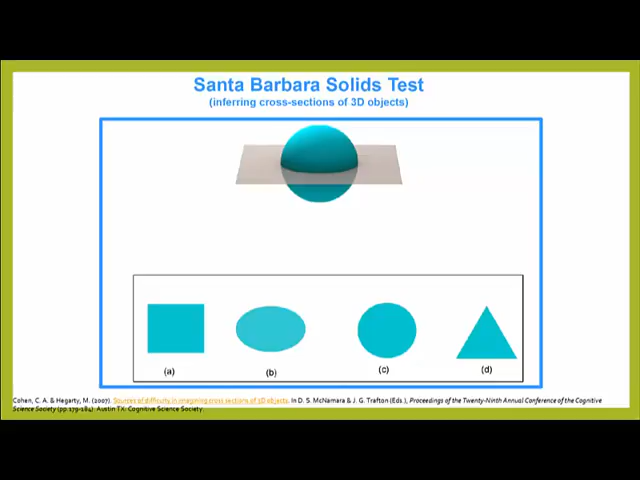 Santa Barbara Solids Test
(inferring cross-sections of 3D objects)
(a)
(b)
(c)
(d)
Cohen, C. A. & Hegarty, M. (2007). Sources of difficulty in imagining cross sections of 3D objects. In D. S. McNamara & J. G. Trafton (Eds.), Proceedings of the Twenty-Ninth Annual Conference of the Cognitive
Science Society (pp.179-184). Austin TX: Cognitive Science Society.